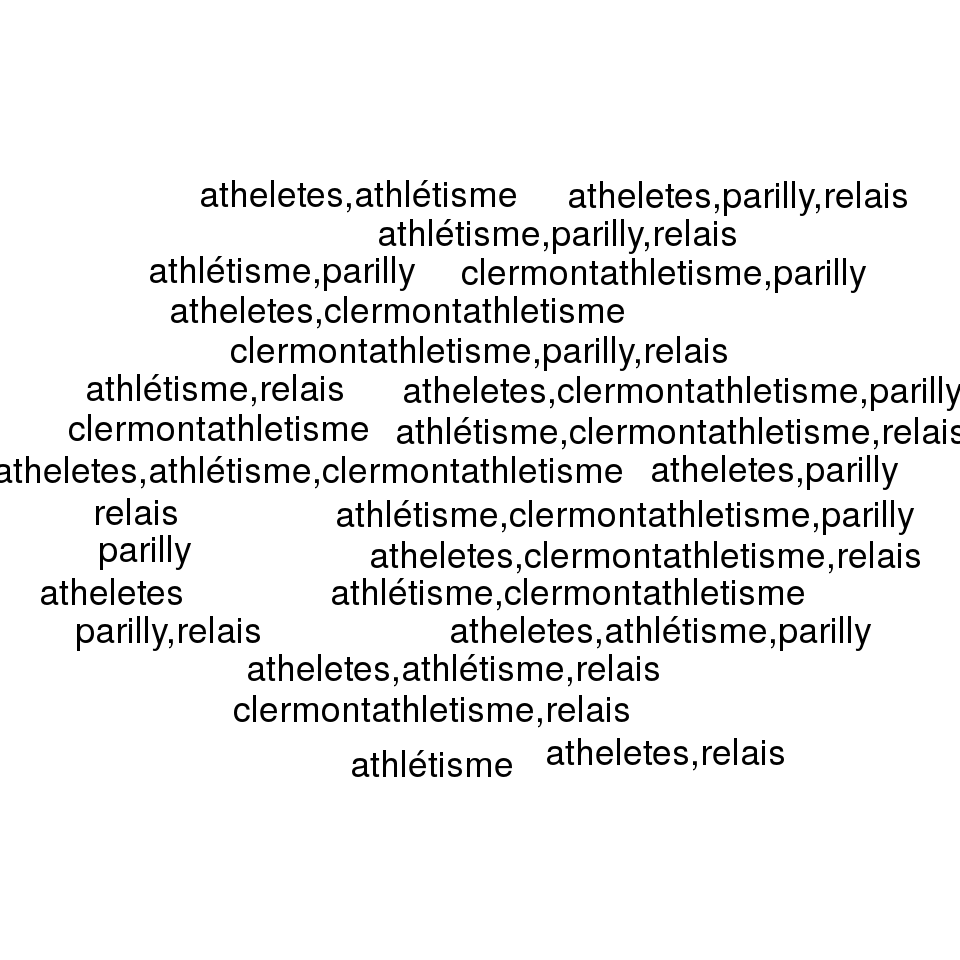 atheletes,athlétisme atheletes,parilly,relais
athlétisme,parilly,relais
athlétisme,parilly clermontathletisme,parilly
atheletes,clermontathletisme
clermontathletisme,parilly,relais
athlétisme,relais atheletes,clermontathletisme,parilly
clermontathletisme athlétisme,clermontathletisme,relais
atheletes,athlétisme,clermontathletisme atheletes,parilly
relais athlétisme,clermontathletisme,parilly
parilly atheletes,clermontathletisme,relais
atheletes athlétisme,clermontathletisme
parilly,relais atheletes,athlétisme,parilly
atheletes,athlétisme,relais
clermontathletisme,relais
athlétisme atheletes,relais